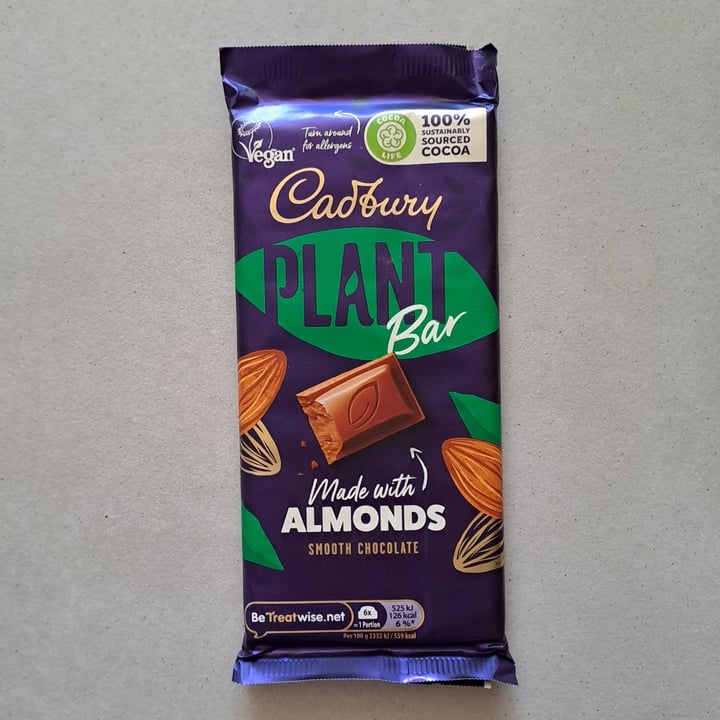 Vegan
Turn around
for allergens
COCOA
LIFE
100%
SUSTAINABLY
SOURCED
COCOA
Cadbury
PLANT
Bar
Made with
ALMONDS
SMOOTH CHOCOLATE
BeTreatwise.net
6x
= 1 Portion
525 kJ
126 kcal
6 %*
Per 100 g 2332 kJ / 559 kcal